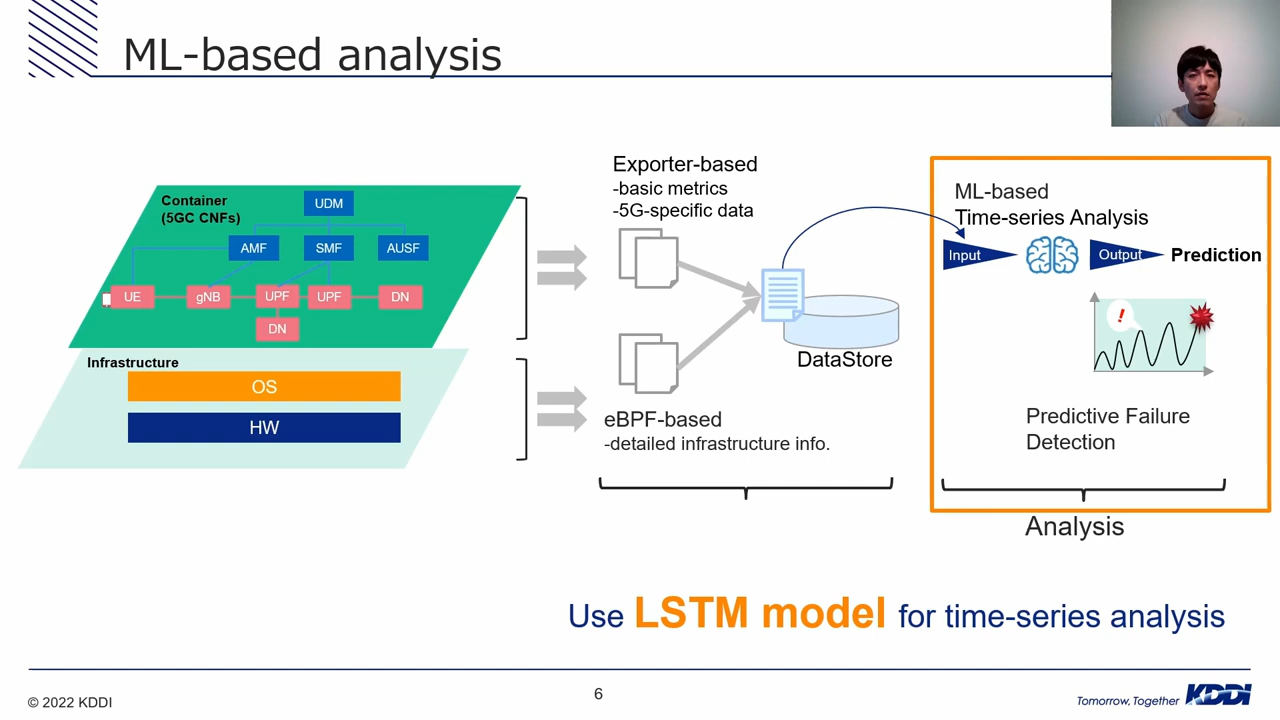 ML-based analysis
Container
(5GC CNFs)
UDM
AMF
SMF
AUSF
UE
gNB
UPF
UPF
DN
DN
Infrastructure
OS
HW
Exporter-based
-basic metrics
-5G-specific data
eBPF-based
-detailed infrastructure info.
DataStore
ML-based
Time-series Analysis
Input
Output
Prediction
!
Predictive Failure
Detection
Analysis
Use LSTM model for time-series analysis
© 2022 KDDI
6
Tomorrow, Together KDDI